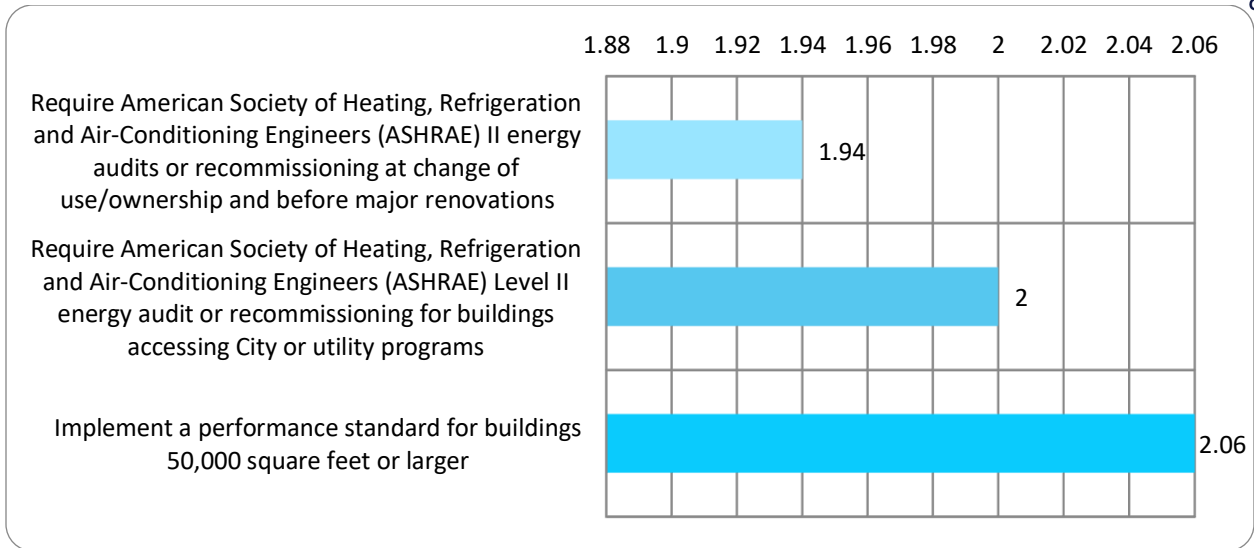 1.88 1.9 1.92 1.94 1.96 1.98 2 2.02 2.04 2.06
Require American Society of Heating, Refrigeration
and Air-Conditioning Engineers (ASHRAE) II energy
audits or recommissioning at change of
use/ownership and before major renovations
1.94
Require American Society of Heating, Refrigeration
and Air-Conditioning Engineers (ASHRAE) Level II
energy audit or recommissioning for buildings
accessing City or utility programs
2
Implement a performance standard for buildings
50,000 square feet or larger
2.06